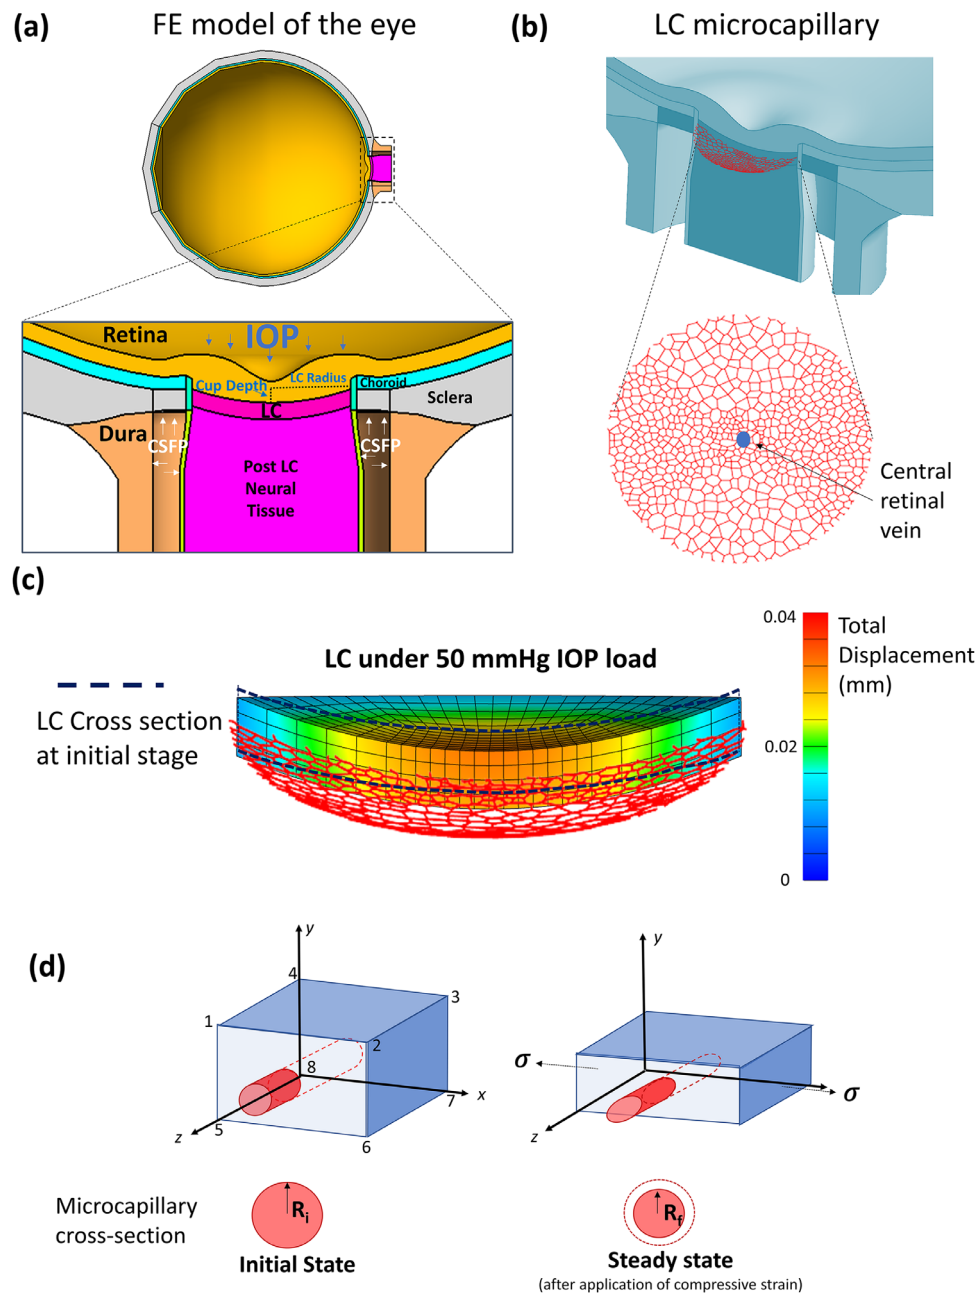 (a)
FE model of the eye
Retina
IOP
Cup Depth
LC Radius
Choroid
LC
Sclera
Dura
CSFP
CSFP
Post LC
Neural
Tissue
(b)
LC microcapillary
Central
retinal
vein
(c)
LC under 50 mmHg IOP load
LC Cross section
at initial stage
0.04
0.02
0
Total
Displacement
(mm)
(d)
y
4
3
1
2
8
7
x
z
5
6
y
σ
σ
z
Microcapillary
cross-section
Ri
Initial State
Rf
Steady state
(after application of compressive strain)